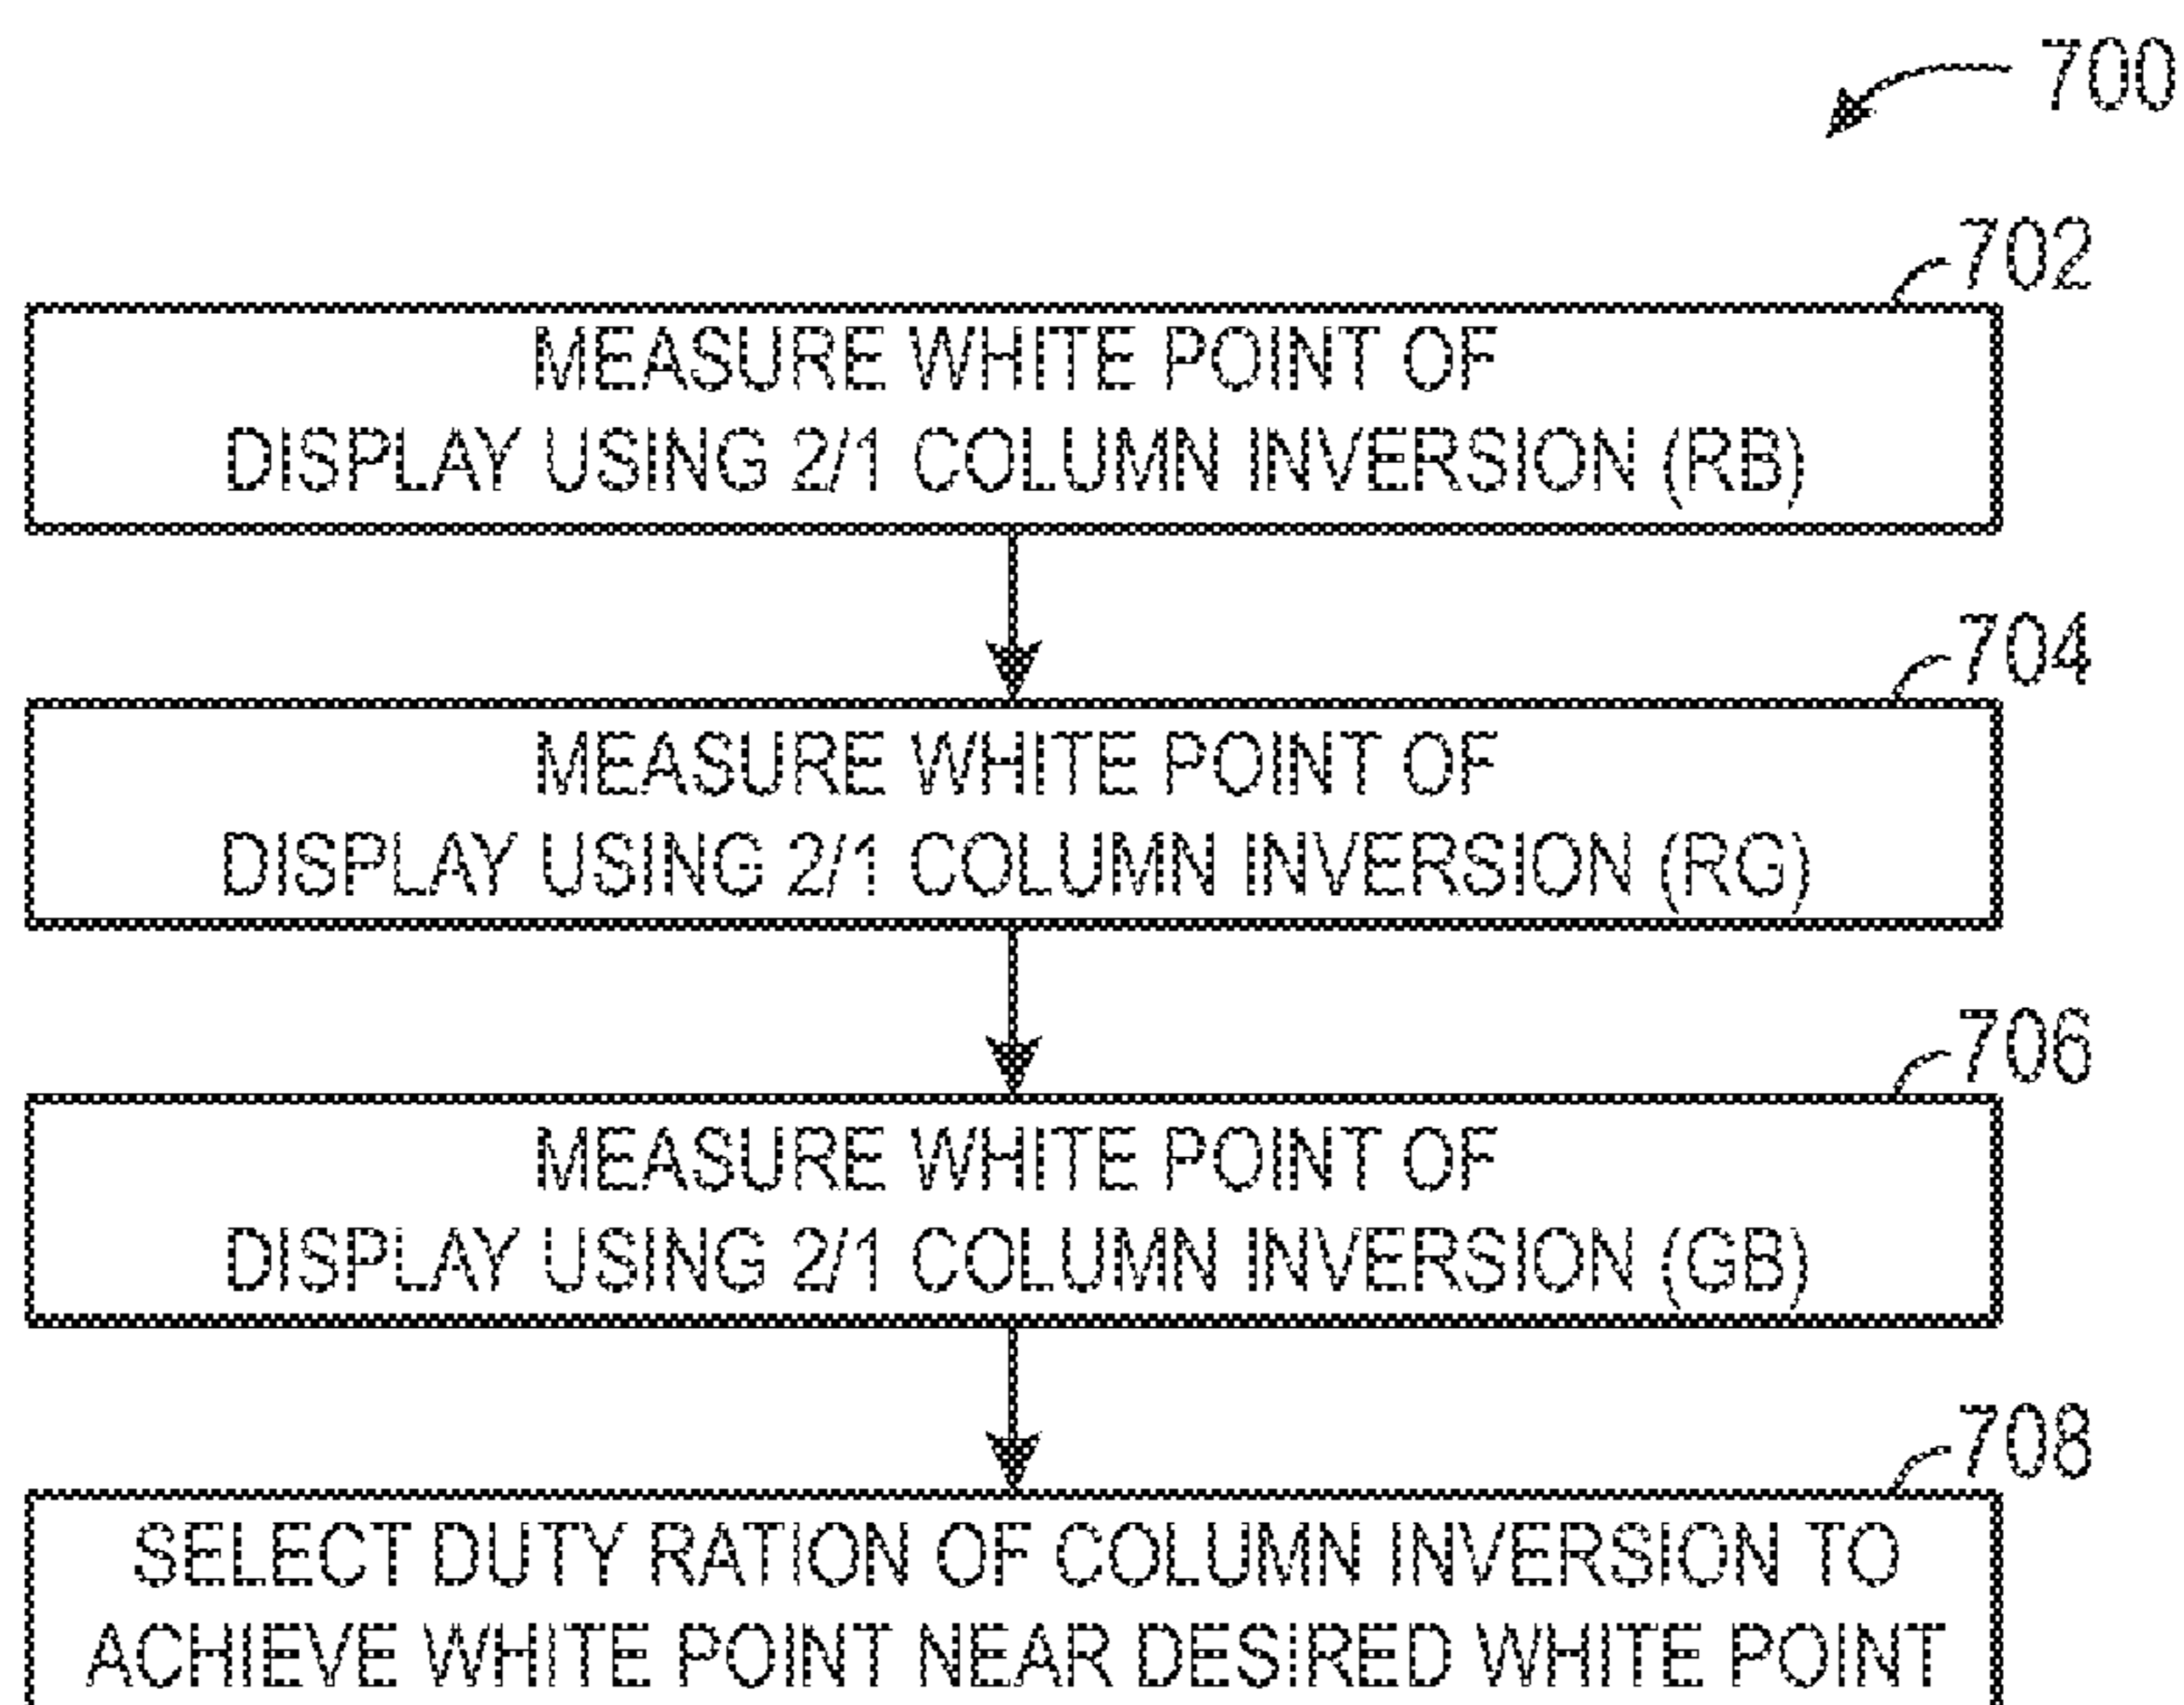 700
702
MEASURE WHITE POINT OF
DISPLAY USING 2/1 COLUMN INVERSION (RB)
704
MEASURE WHITE POINT OF
DISPLAY USING 2/1 COLUMN INVERSION (RG)
706
MEASURE WHITE POINT OF
DISPLAY USING 2/1 COLUMN INVERSION (GB)
708
SELECT DUTY RATION OF COLUMN INVERSION TO
ACHIEVE WHITE POINT NEAR DESIRED WHITE POINT